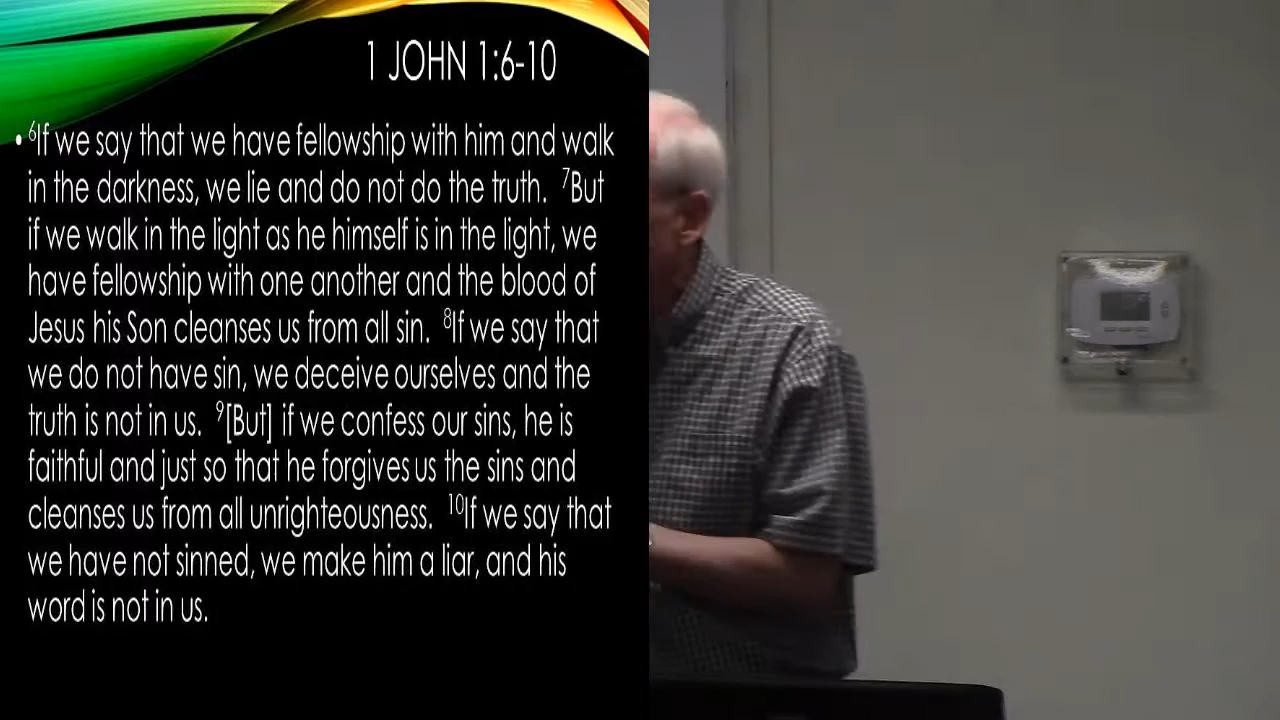 1 JOHN 1:6-10
• ⁶If we say that we have fellowship with him and walk
in the darkness, we lie and do not do the truth. ⁷But
if we walk in the light as he himself is in the light, we
have fellowship with one another and the blood of
Jesus his Son cleanses us from all sin. ⁸If we say that
we do not have sin, we deceive ourselves and the
truth is not in us. ⁹[But] if we confess our sins, he is
faithful and just so that he forgives us the sins and
cleanses us from all unrighteousness. ¹⁰If we say that
we have not sinned, we make him a liar, and his
word is not in us.